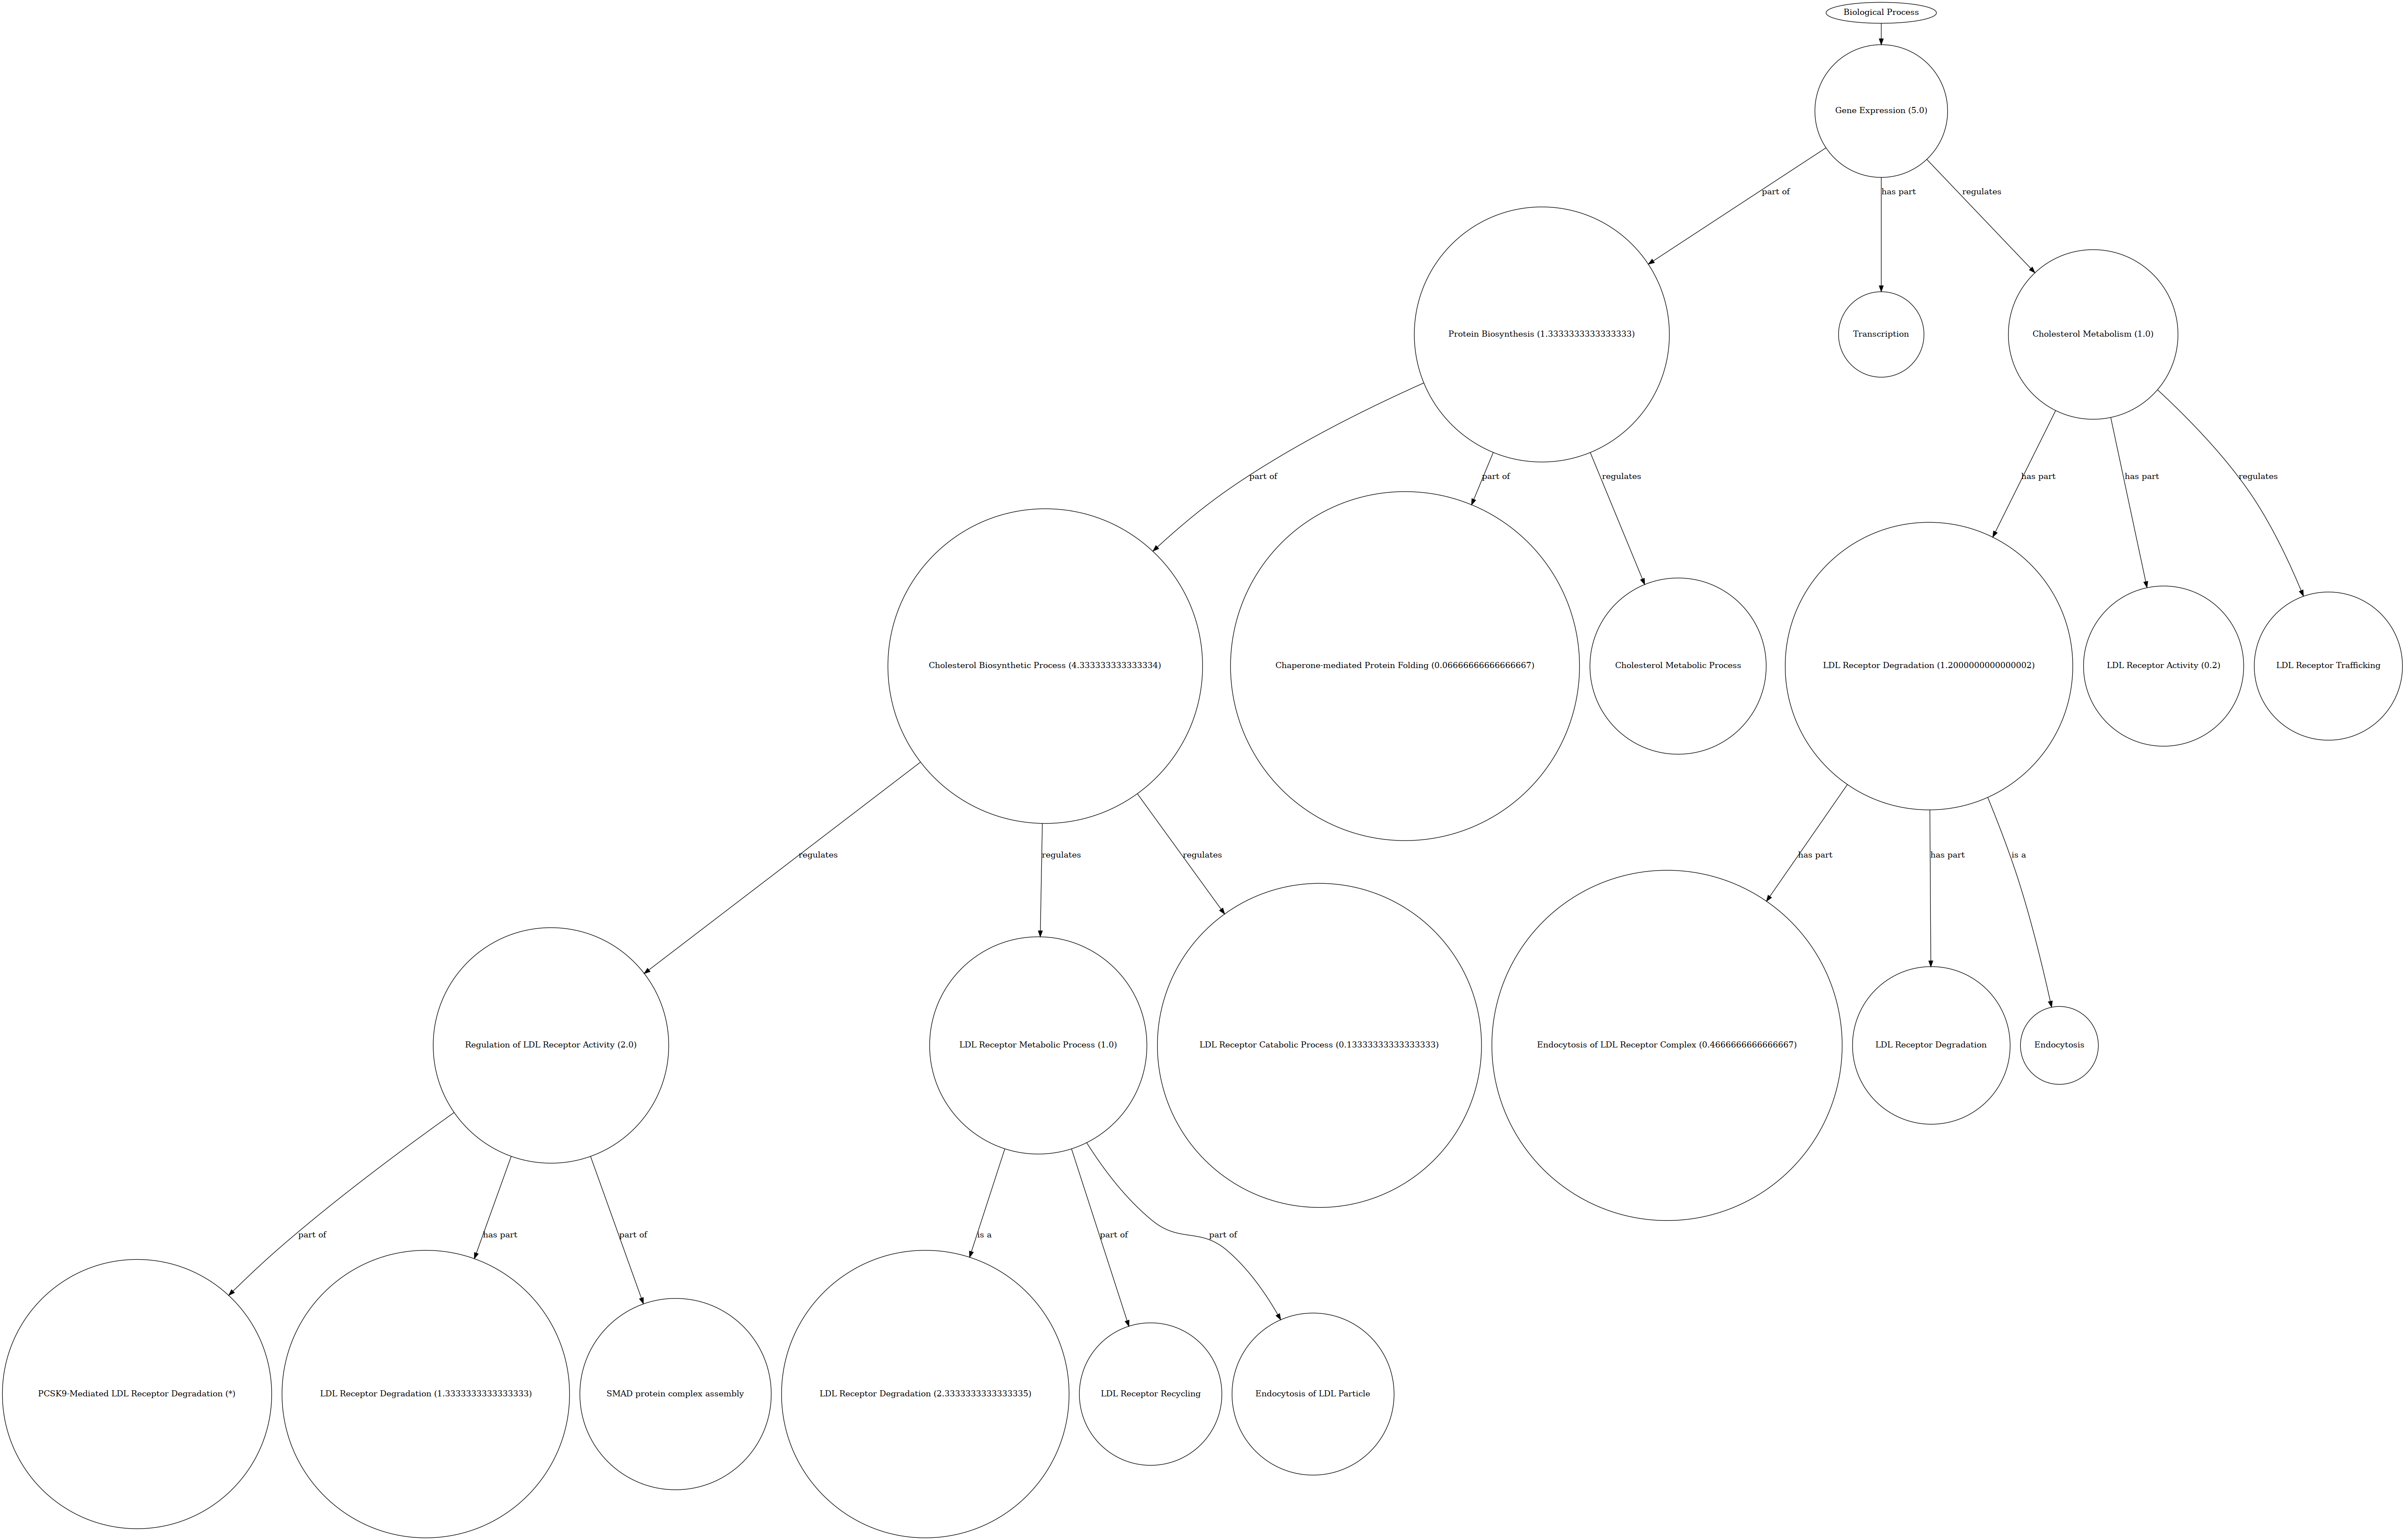 Biological Process
Gene Expression (5.0)
part of
has part
regulates
Protein Biosynthesis (1.3333333333333333)
Transcription
Cholesterol Metabolism (1.0)
part of
part of
regulates
has part
has part
regulates
Cholesterol Biosynthetic Process (4.333333333333334)
Chaperone-mediated Protein Folding (0.06666666666666667)
Cholesterol Metabolic Process
LDL Receptor Degradation (1.2000000000000002)
LDL Receptor Activity (0.2)
LDL Receptor Trafficking
regulates
regulates
regulates
has part
has part
is a
Regulation of LDL Receptor Activity (2.0)
LDL Receptor Metabolic Process (1.0)
LDL Receptor Catabolic Process (0.13333333333333333)
Endocytosis of LDL Receptor Complex (0.4666666666666667)
LDL Receptor Degradation
Endocytosis
part of
has part
part of
is a
part of
part of
PCSK9-Mediated LDL Receptor Degradation (*)
LDL Receptor Degradation (1.3333333333333333)
SMAD protein complex assembly
LDL Receptor Degradation (2.3333333333333335)
LDL Receptor Recycling
Endocytosis of LDL Particle